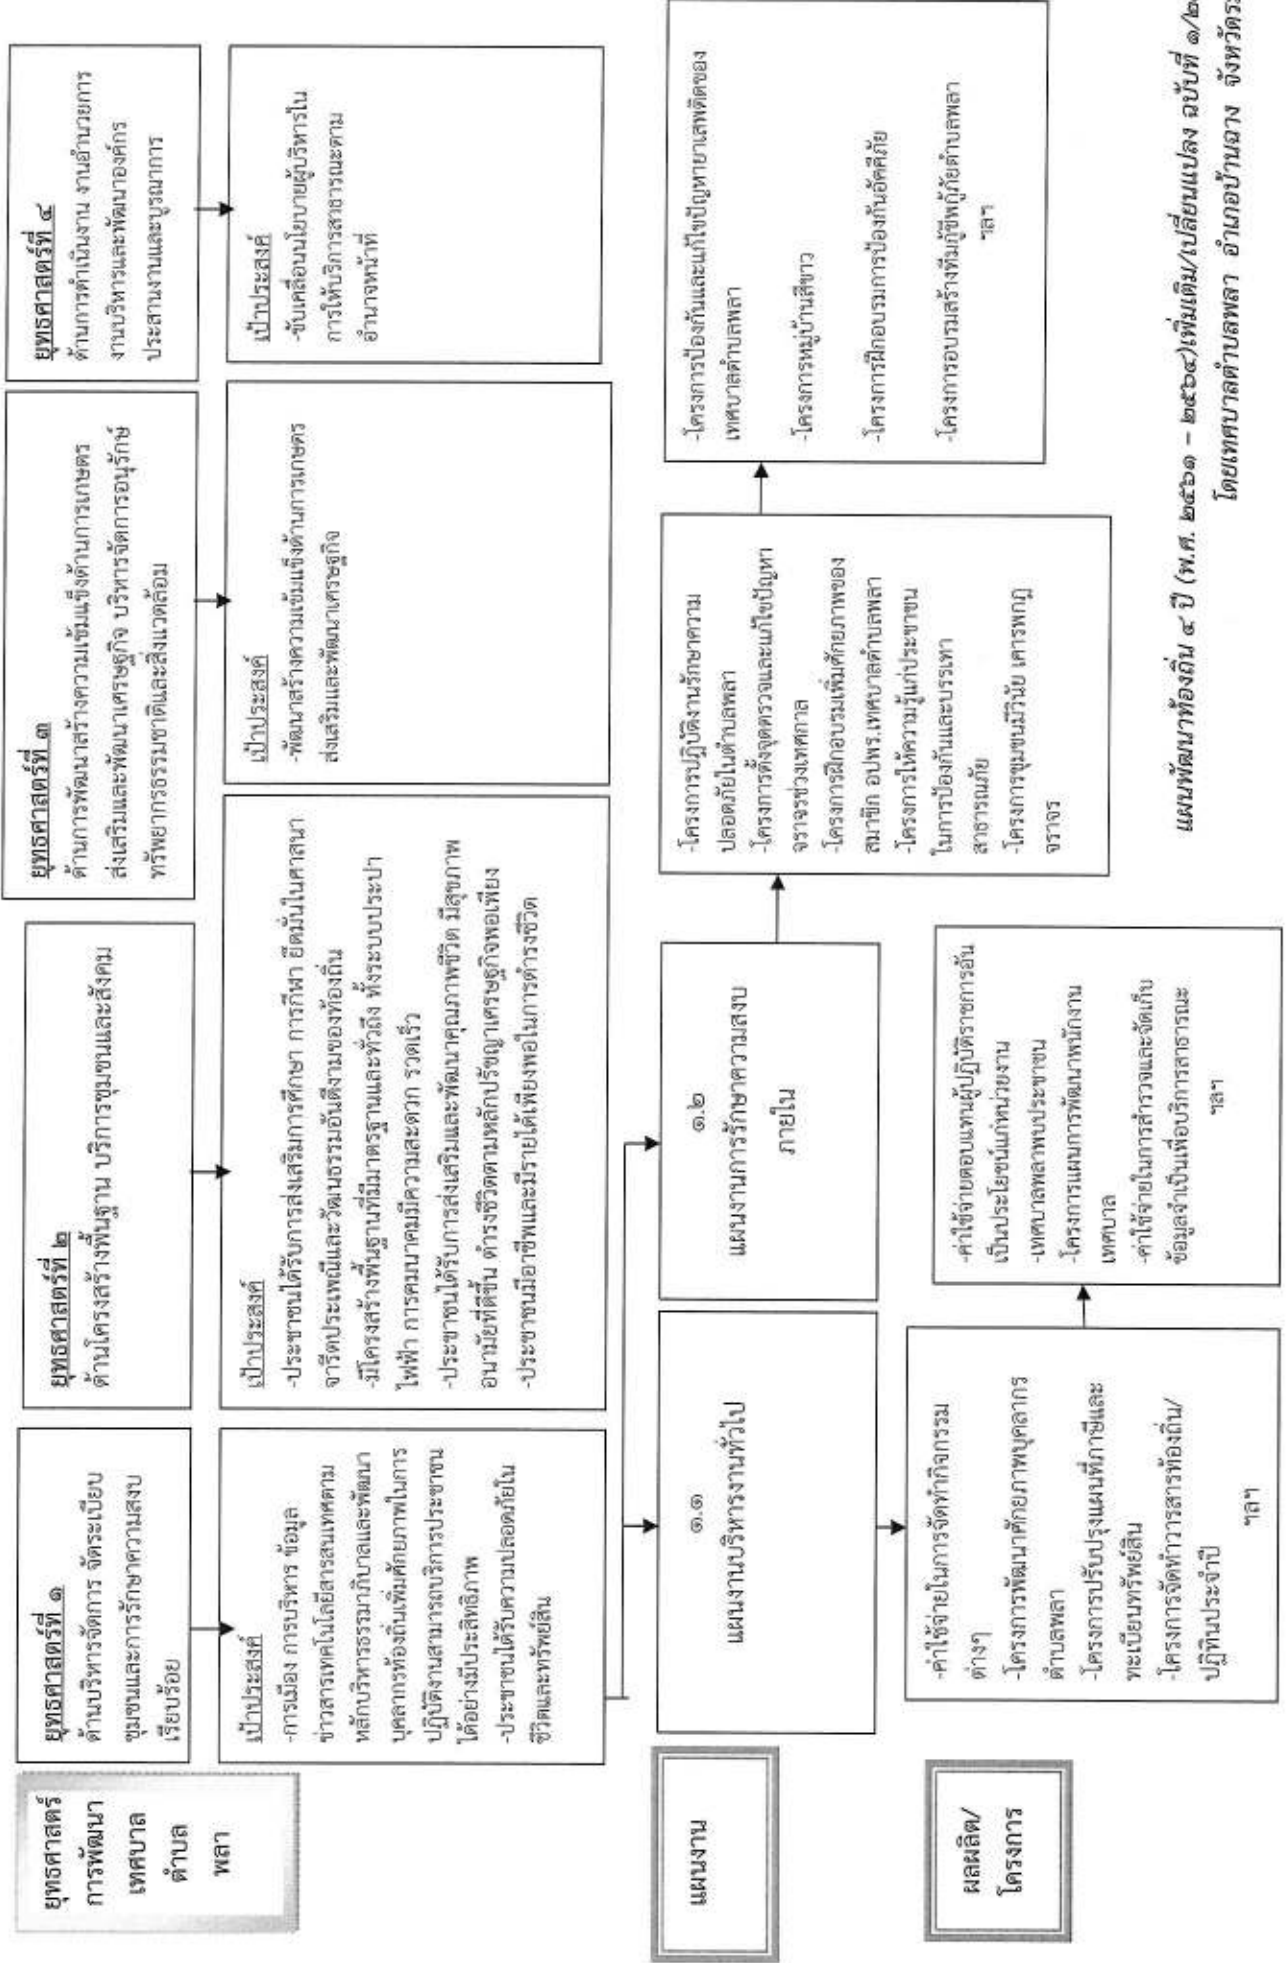 ยุทธศาสตร์
การพัฒนา
เทศบาล
ตำบล
พลา
ยุทธศาสตร์ที่ ๑
ด้านบริหารจัดการ จัดระเบียบ
ชุมชนและการรักษาความสงบ
เรียบร้อย
ยุทธศาสตร์ที่ ๒
ด้านโครงสร้างพื้นฐาน บริการชุมชนและสังคม
ยุทธศาสตร์ที่ ๓
ด้านการพัฒนาสร้างความเข้มแข็งด้านการเกษตร
ส่งเสริมและพัฒนาเศรษฐกิจ บริหารจัดการอนุรักษ์
ทรัพยากรธรรมชาติและสิ่งแวดล้อม
ยุทธศาสตร์ที่ ๔
ด้านการดำเนินงาน งานอำนวยการ
งานบริหารและพัฒนาองค์กร
ประสานงานและบูรณาการ
เป้าประสงค์
-การเมือง การบริหาร ข้อมูล
ข่าวสารเทคโนโลยีสารสนเทศตาม
หลักบริหารธรรมาภิบาลและพัฒนา
บุคลากรท้องถิ่นเพิ่มศักยภาพในการ
ปฏิบัติงานสามารถบริการประชาชน
ได้อย่างมีประสิทธิภาพ
-ประชาชนได้รับความปลอดภัยใน
ชีวิตและทรัพย์สิน
เป้าประสงค์
-ประชาชนได้รับการส่งเสริมการศึกษา การกีฬา ยึดมั่นในศาสนา
จารีตประเพณีและวัฒนธรรมอันดีงามของท้องถิ่น
-มีโครงสร้างพื้นฐานที่มีมาตรฐานและทั่วถึง ทั้งระบบประปา
ไฟฟ้า การคมนาคมมีความสะดวก รวดเร็ว
-ประชาชนได้รับการส่งเสริมและพัฒนาคุณภาพชีวิต มีสุขภาพ
อนามัยที่ดีขึ้น ดำรงชีวิตตามหลักปรัชญาเศรษฐกิจพอเพียง
-ประชาชนมีอาชีพและมีรายได้เพียงพอในการดำรงชีวิต
เป้าประสงค์
-พัฒนาสร้างความเข้มแข็งด้านการเกษตร
ส่งเสริมและพัฒนาเศรษฐกิจ
เป้าประสงค์
-ขับเคลื่อนนโยบายผู้บริหารใน
การให้บริการสาธารณะตาม
อำนาจหน้าที่
แผนงาน
๑.๑
แผนงานบริหารงานทั่วไป
๑.๒
แผนงานการรักษาความสงบ
ภายใน
-โครงการปฏิบัติงานรักษาความ
ปลอดภัยในตำบลพลา
-โครงการตั้งจุดตรวจและแก้ไขปัญหา
จราจรช่วงเทศกาล
-โครงการฝึกอบรมเพิ่มศักยภาพของ
สมาชิก อปพร.เทศบาลตำบลพลา
-โครงการให้ความรู้แก่ประชาชน
ในการป้องกันและบรรเทา
สาธารณภัย
-โครงการชุมชนมีวินัย เคารพกฎ
จราจร
-โครงการป้องกันและแก้ไขปัญหายาเสพติดของ
เทศบาลตำบลพลา
-โครงการหมู่บ้านสีขาว
-โครงการฝึกอบรมการป้องกันอัคคีภัย
-โครงการอบรมสร้างทีมกู้ชีพกู้ภัยตำบลพลา
ฯลฯ
ผลผลิต/
โครงการ
-ค่าใช้จ่ายในการจัดทำกิจกรรม
ต่างๆ
-โครงการพัฒนาศักยภาพบุคลากร
ตำบลพลา
-โครงการปรับปรุงแผนที่ภาษีและ
ทะเบียนทรัพย์สิน
-โครงการจัดทำวารสารท้องถิ่น/
ปฏิทินประจำปี
ฯลฯ
-ค่าใช้จ่ายตอบแทนผู้ปฏิบัติราชการอัน
เป็นประโยชน์แก่หน่วยงาน
-เทศบาลพลาพบประชาชน
-โครงการแผนการพัฒนาพนักงาน
เทศบาล
-ค่าใช้จ่ายในการสำรวจและจัดเก็บ
ข้อมูลจำเป็นเพื่อบริการสาธารณะ
ฯลฯ
แผนพัฒนาท้องถิ่น ๔ ปี (พ.ศ. ๒๕๖๑ – ๒๕๖๔)เพิ่มเติม/เปลี่ยนแปลง ฉบับที่ ๑/
โดยเทศบาลตำบลพลา อำเภอบ้านฉาง